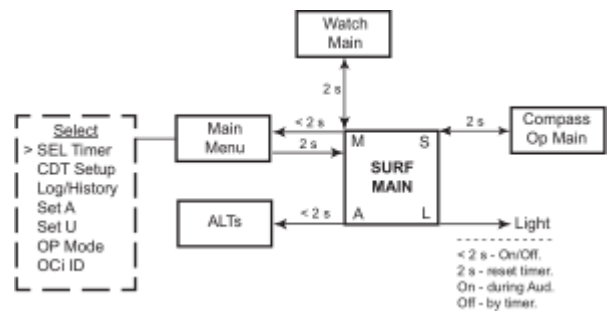 Watch
Main
2 s
< 2 s
2 s
2 s
Compass
Op Main
Main
Menu
M
S
SURF
MAIN
A
L
ALTs
< 2 s
Light
< 2 s - On/Off.
2 s - reset timer.
On - during Aud.
Off - by timer.
Select
> SEL Timer
CDT Setup
Log/History
Set A
Set U
OP Mode
OCi ID